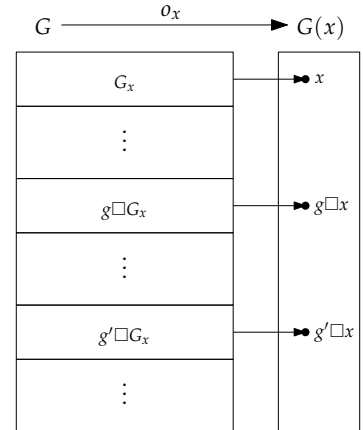 G o_x G(x)
G_x x
⋮
g□G_x g□x
⋮
g′□G_x g′□x
⋮